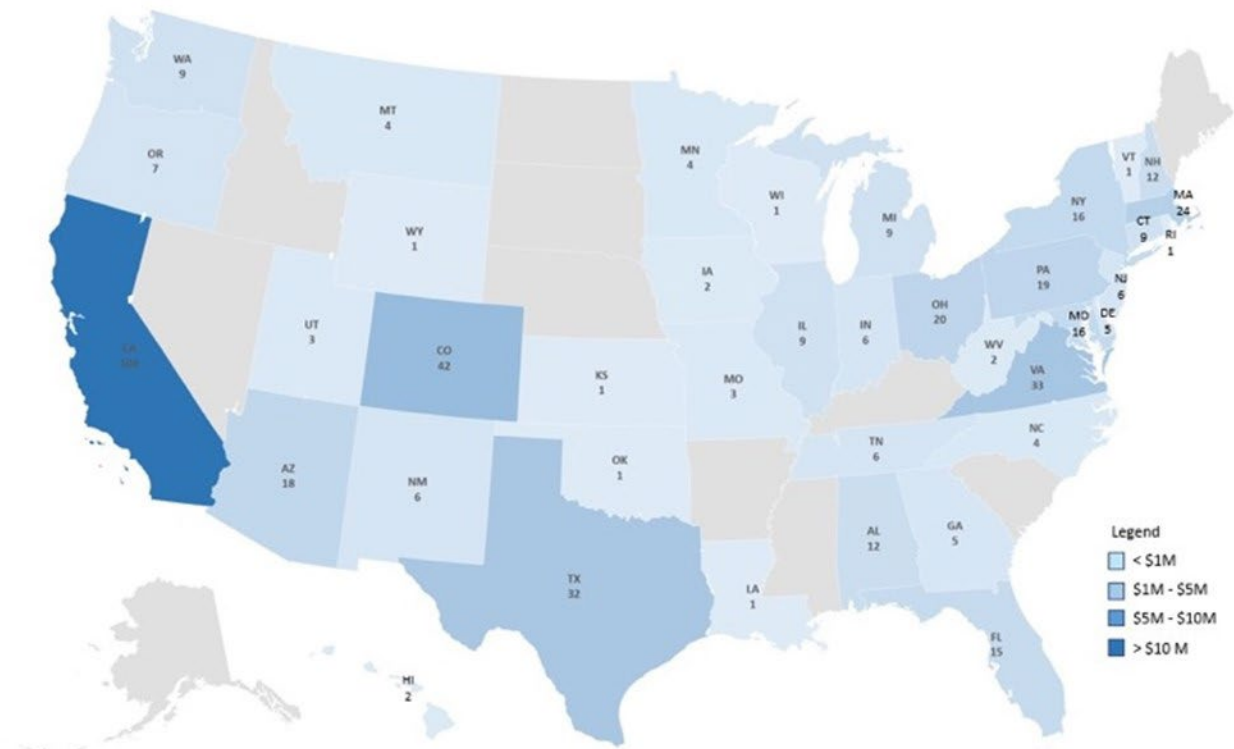 WA
9
MT
4
OR
7
MN
4
WI
1
MI
9
VT
1
NH
12
MA
24
NY
16
CT
9
RI
1
WY
1
IA
2
PA
19
NJ
6
OH
20
MD
16
DE
5
UT
3
CO
42
IL
9
IN
6
WV
2
VA
33
CA
KS
1
MO
3
NC
4
TN
6
AZ
18
NM
6
OK
1
AL
12
GA
5
TX
32
LA
1
FL
15
HI
2
Legend
< $1M
$1M - $5M
$5M - $10M
> $10 M